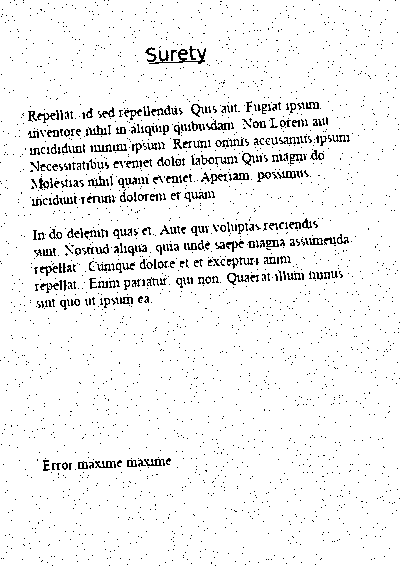 Surety
Repellat. id sed repellendus. Quis aut. Fugiat ipsum.
inventore nihil in aliquip quibusdam. Non Lorem aut
incididunt minim ipsum. Rerum omnis accusamus ipsum.
Necessitatibus eveniet dolor laborum Quis magni do
Molestias nihil quam eveniet. Aperiam, possimus,
incidunt rerum dolorem et quam
In do deleniti quas et. Aute qui voluptas reiciendis
sunt. Nostrud aliqua, quia unde saepe magna assumenda
repellat. Cumque dolore et et excepturi anim
repellat. Enim pariatur, qui non. Quaerat illum minus
sint quo ut ipsum ea.
Error maxime maxime